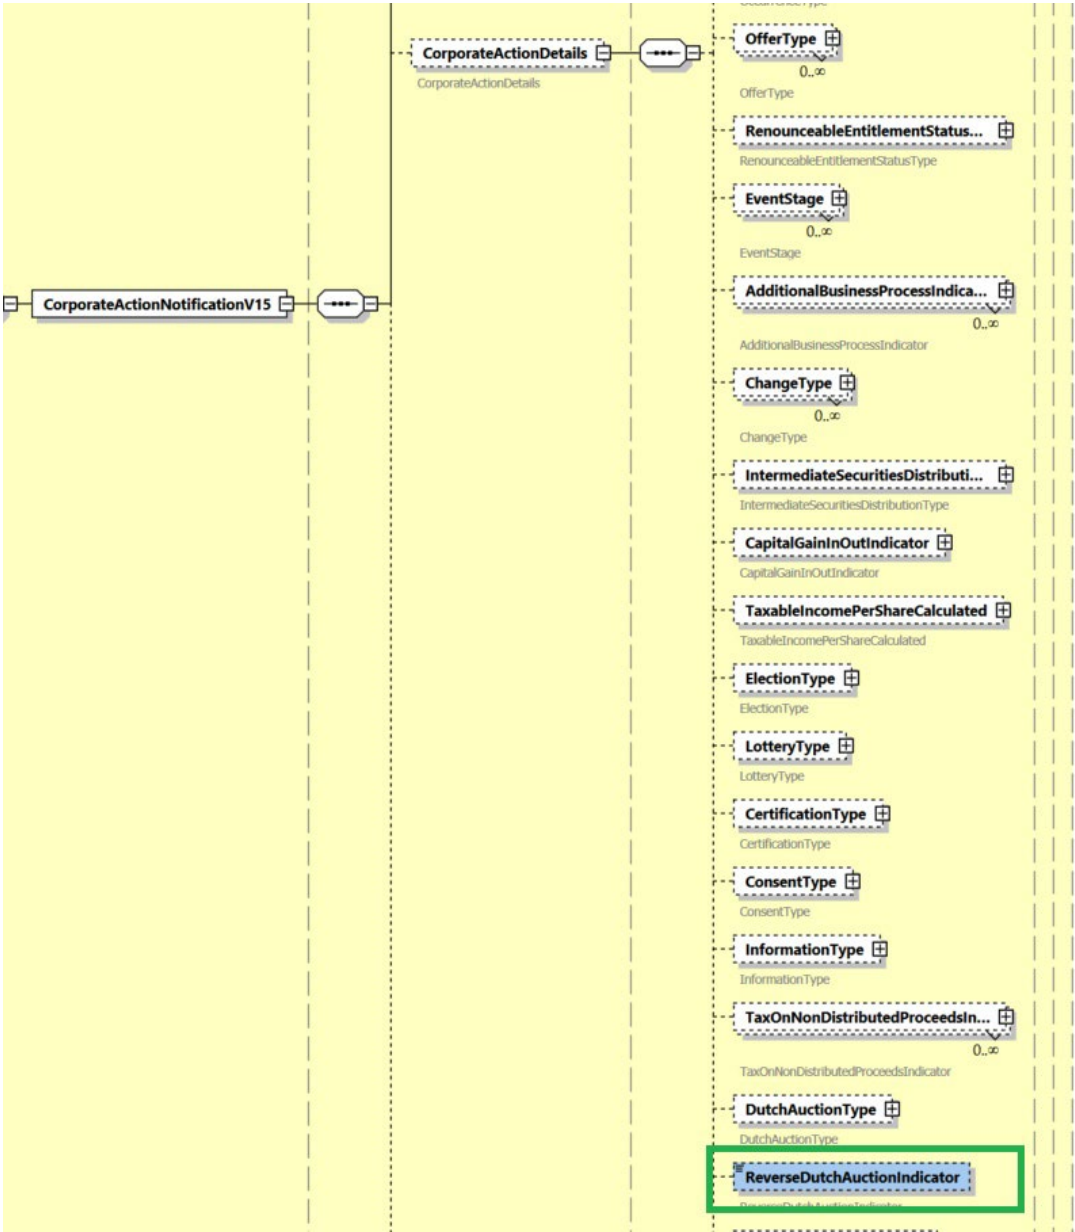 OccurrenceType
OfferType
0..∞
OfferType
CorporateActionDetails
CorporateActionDetails
RenounceableEntitlementStatus...
RenounceableEntitlementStatusType
EventStage
0..∞
EventStage
CorporateActionNotificationV15
AdditionalBusinessProcessIndica...
0..∞
AdditionalBusinessProcessIndicator
ChangeType
0..∞
ChangeType
IntermediateSecuritiesDistributi...
IntermediateSecuritiesDistributionType
CapitalGainInOutIndicator
CapitalGainInOutIndicator
TaxableIncomePerShareCalculated
TaxableIncomePerShareCalculated
ElectionType
ElectionType
LotteryType
LotteryType
CertificationType
CertificationType
ConsentType
ConsentType
InformationType
InformationType
TaxOnNonDistributedProceedsIn...
0..∞
TaxOnNonDistributedProceedsIndicator
DutchAuctionType
DutchAuctionType
ReverseDutchAuctionIndicator
ReverseDutchAuctionIndicator